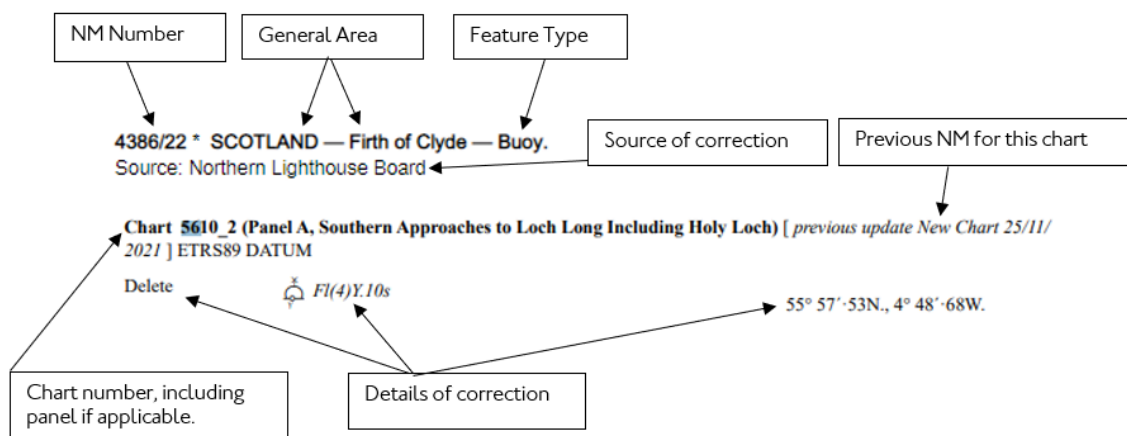 NM Number
General Area
Feature Type
4386/22 * SCOTLAND — Firth of Clyde — Buoy.
Source: Northern Lighthouse Board
Source of correction
Previous NM for this chart
Chart 5610_2 (Panel A, Southern Approaches to Loch Long Including Holy Loch) [ previous update New Chart 25/11/
2021 ] ETRS89 DATUM
Delete
Y
Fl(4)Y.10s
55° 57´·53N., 4° 48´·68W.
Chart number, including
panel if applicable.
Details of correction